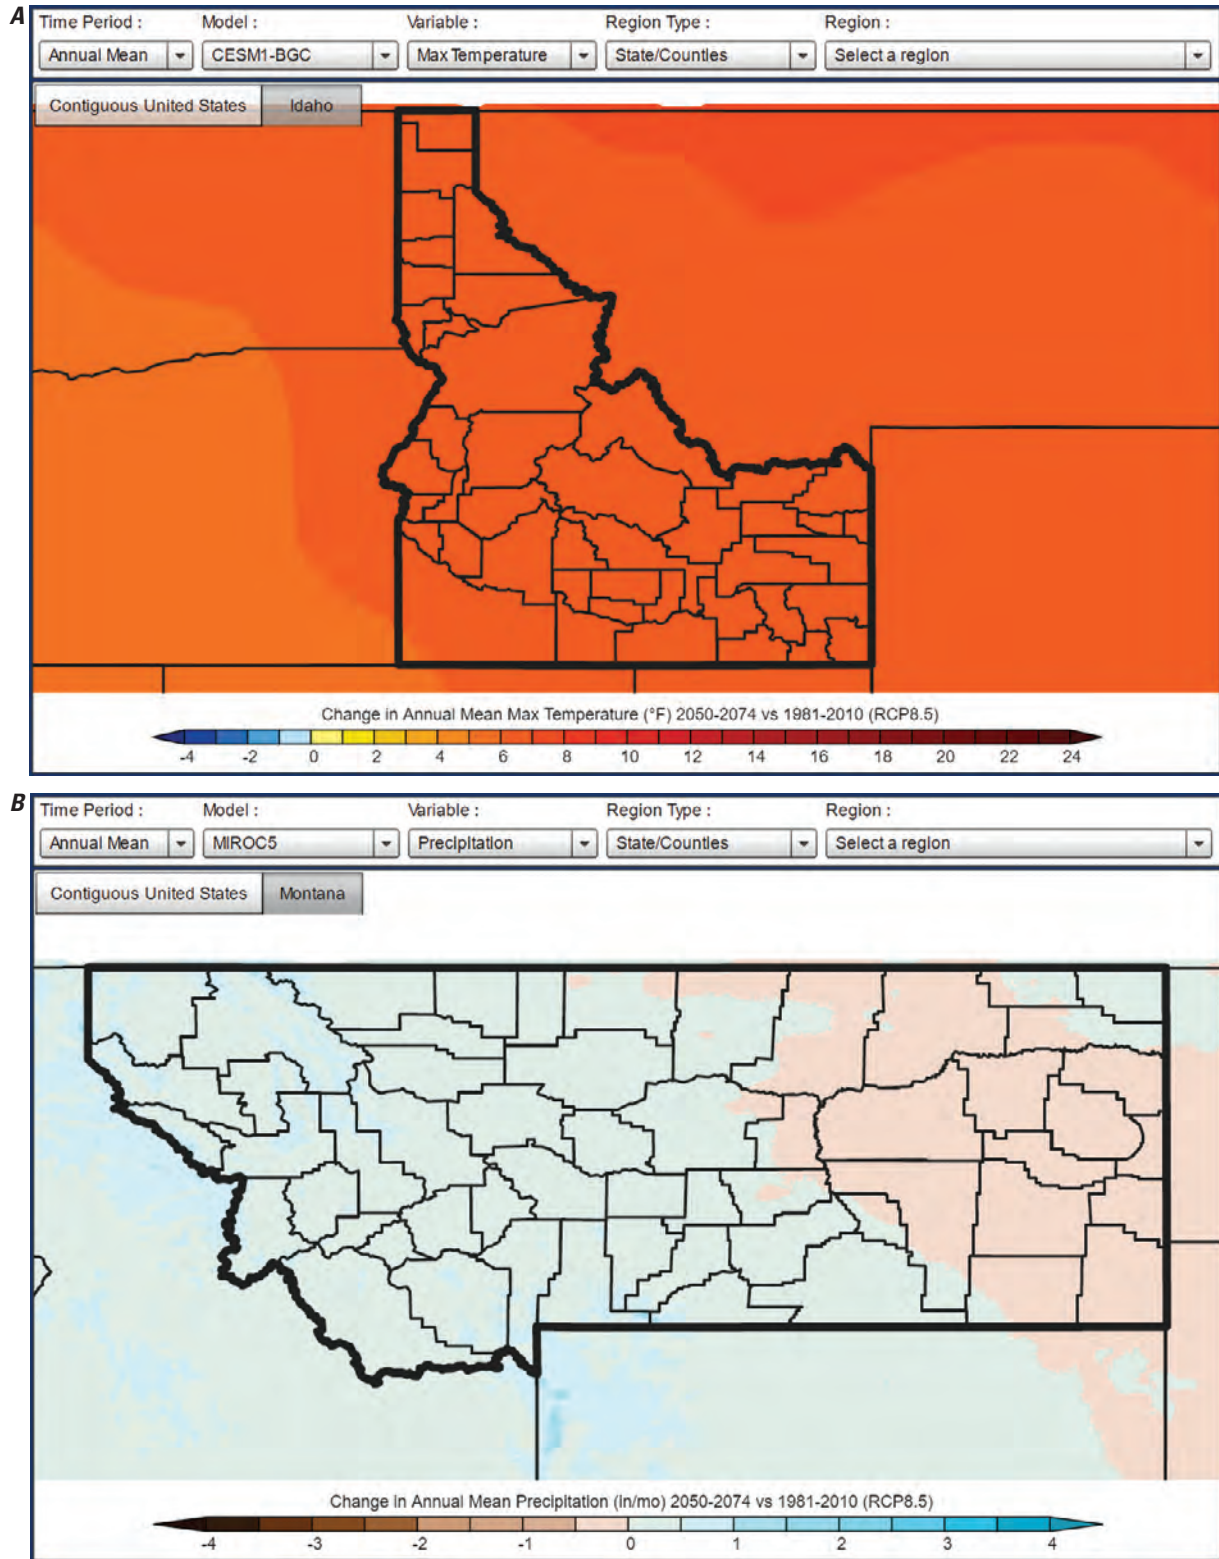 A
Time Period : Model : Variable : Region Type : Region :
Annual Mean CESM1-BGC Max Temperature State/Counties Select a region
Contiguous United States Idaho
Change in Annual Mean Max Temperature (°F) 2050-2074 vs 1981-2010 (RCP8.5)
-4 -2 0 2 4 6 8 10 12 14 16 18 20 22 24
B
Time Period : Model : Variable : Region Type : Region :
Annual Mean MIROC5 Precipitation State/Counties Select a region
Contiguous United States Montana
Change in Annual Mean Precipitation (in/mo) 2050-2074 vs 1981-2010 (RCP8.5)
-4 -3 -2 -1 0 1 2 3 4